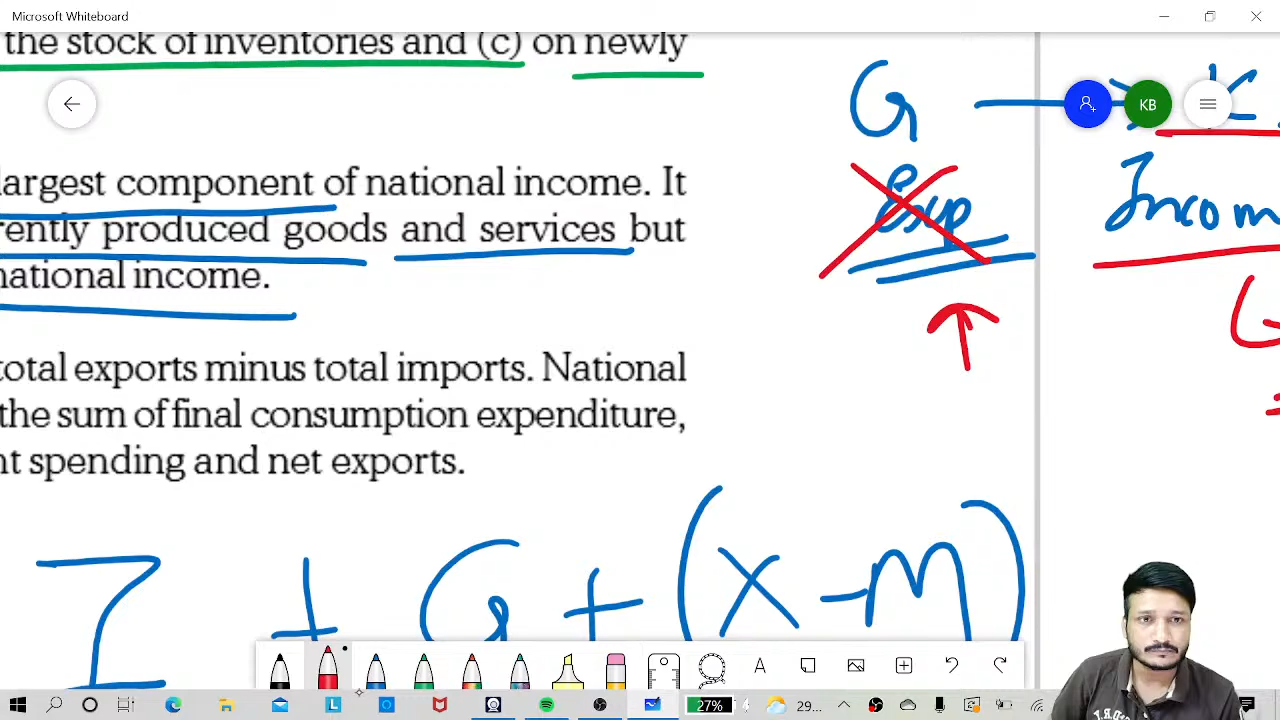 Microsoft Whiteboard
the stock of inventories and (c) on newly
G
KB
largest component of national income. It
Exp
Incom
rently produced goods and services but
national income.
G
total exports minus total imports. National
the sum of final consumption expenditure,
nt spending and net exports.
I + G + (X - M)
27%
29...